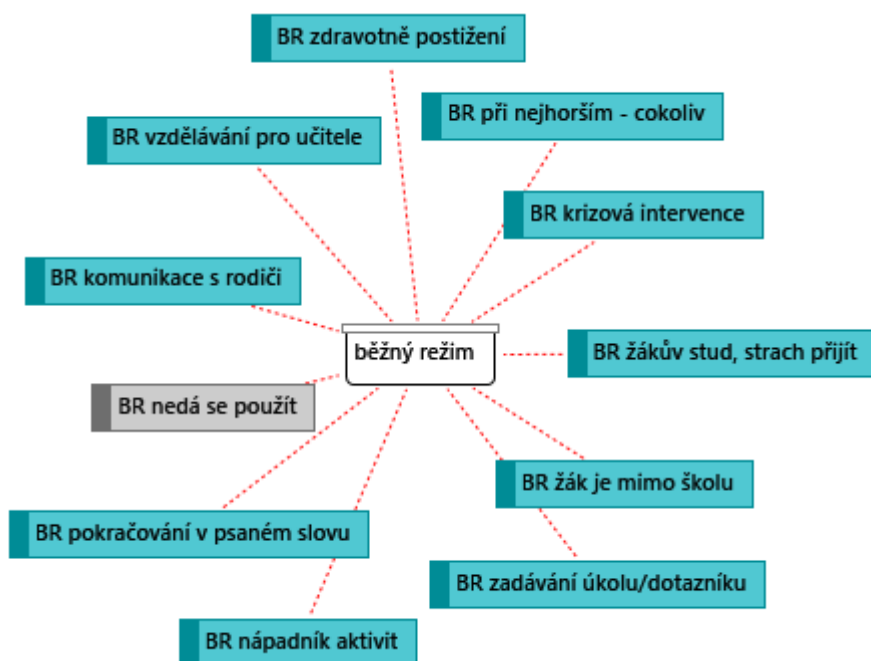 BR zdravotně postižení
BR při nejhorším - cokoliv
BR vzdělávání pro učitele
BR krizová intervence
BR komunikace s rodiči
běžný režim
BR žákův stud, strach přijít
BR nedá se použít
BR žák je mimo školu
BR pokračování v psaném slovu
BR zadávání úkolu/dotazníku
BR nápadník aktivit